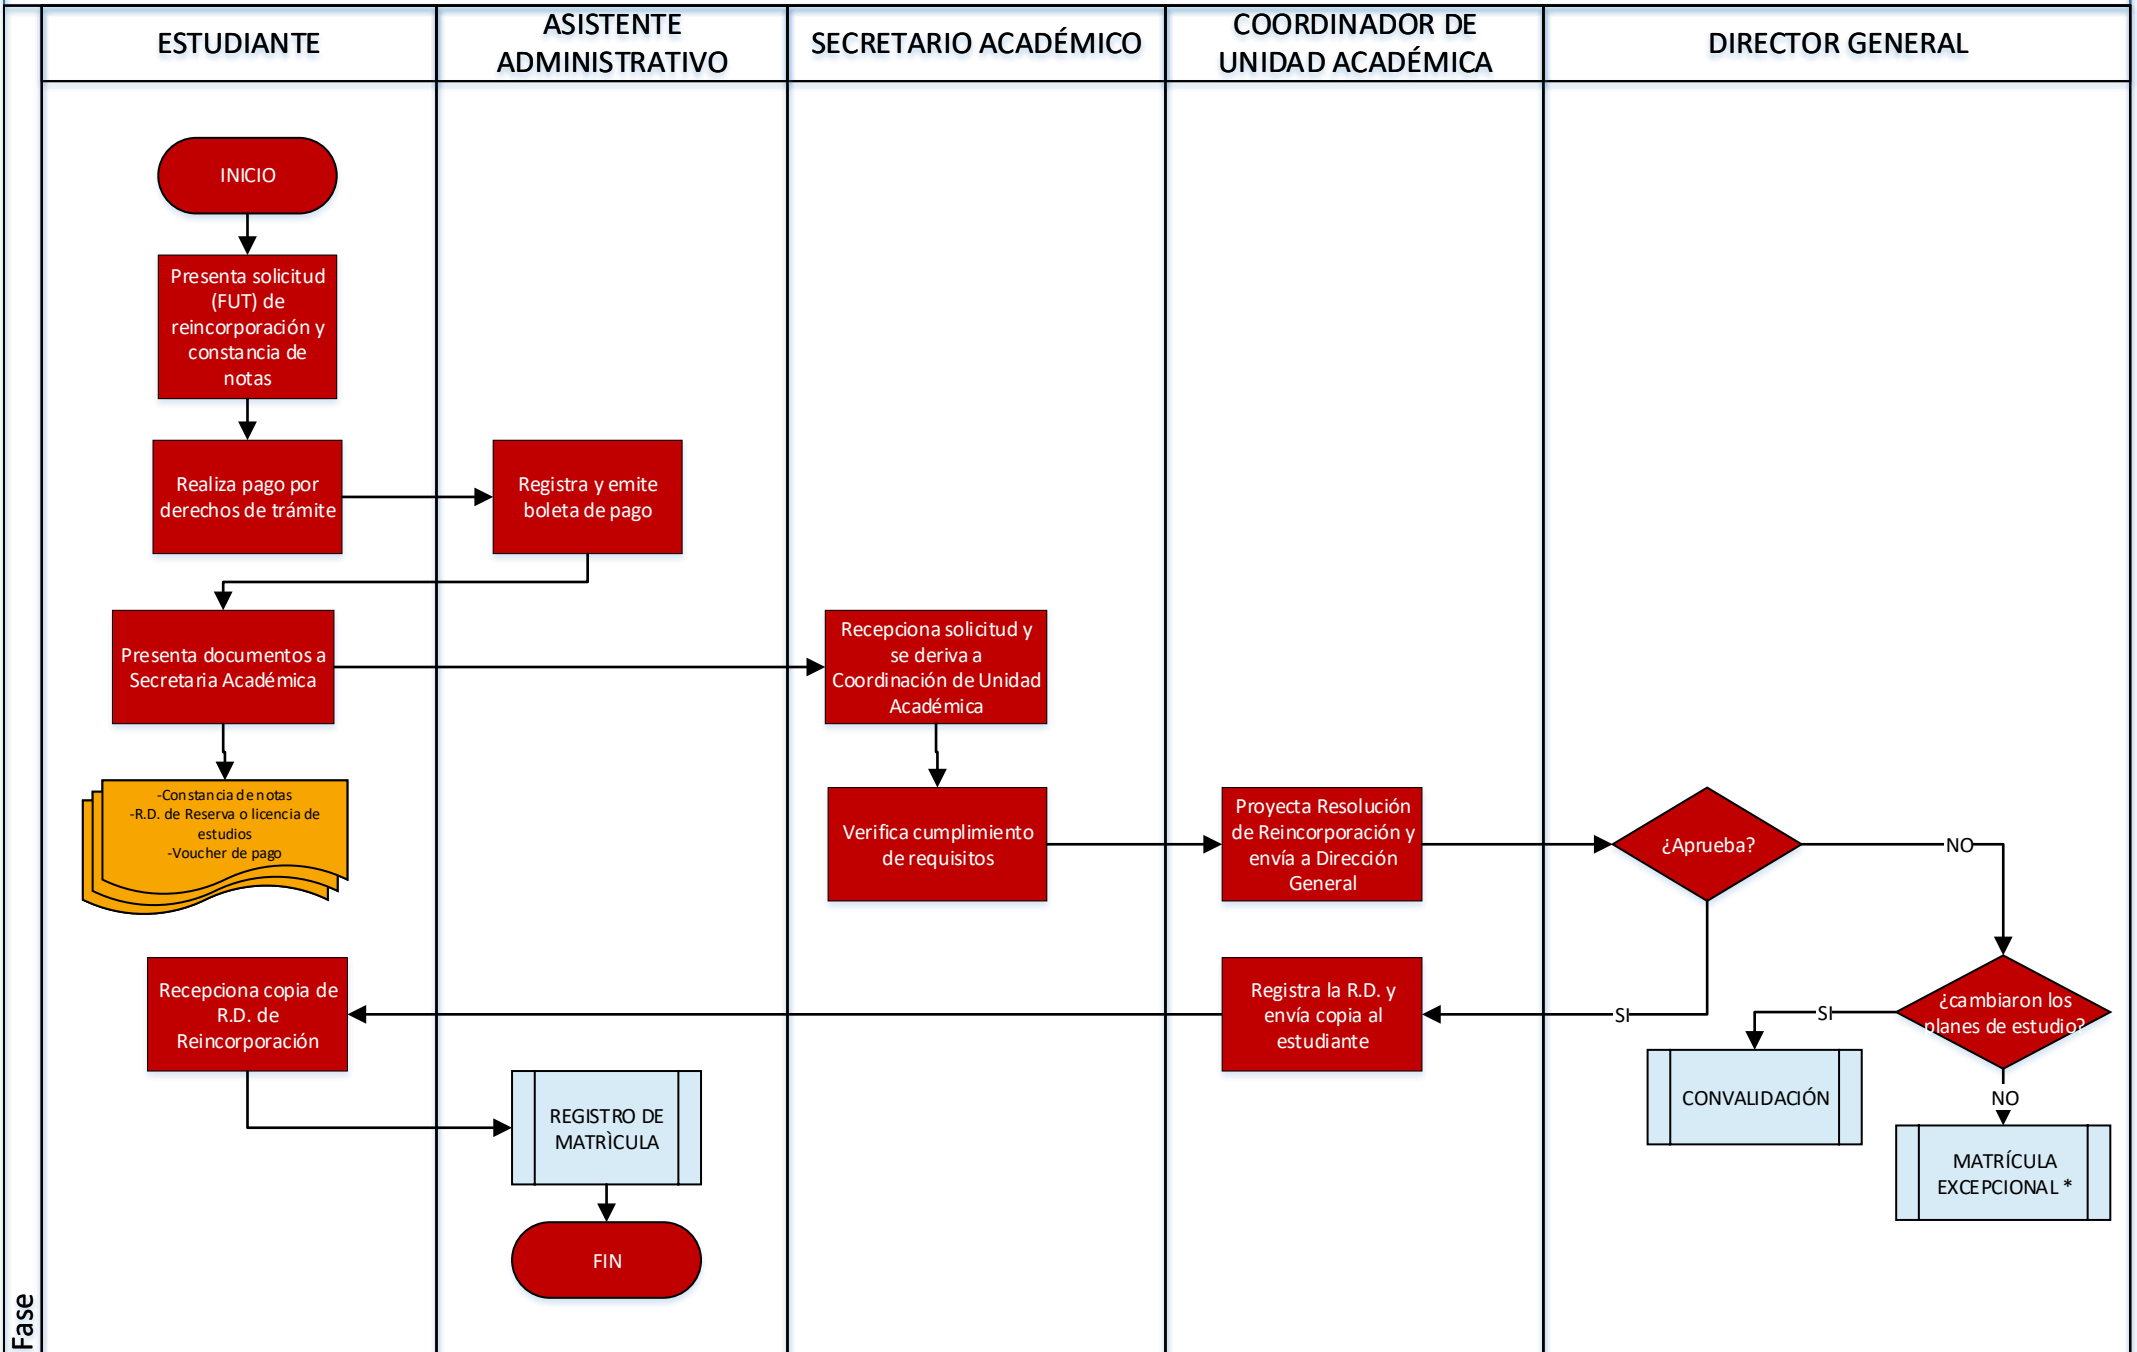 ESTUDIANTE
ASISTENTE
ADMINISTRATIVO
SECRETARIO ACADÉMICO
COORDINADOR DE
UNIDAD ACADÉMICA
DIRECTOR GENERAL
INICIO
Presenta solicitud
(FUT) de
reincorporación y
constancia de
notas
Realiza pago por
derechos de trámite
Registra y emite
boleta de pago
Presenta documentos a
Secretaria Académica
Recepciona solicitud y
se deriva a
Coordinación de Unidad
Académica
-Constancia de notas
-R.D. de Reserva o licencia de
estudios
-Voucher de pago
Verifica cumplimiento
de requisitos
Proyecta Resolución
de Reincorporación y
envía a Dirección
General
¿Aprueba?
NO
Recepciona copia de
R.D. de
Reincorporación
Registra la R.D. y
envía copia al
estudiante
SI
SI
¿cambiaron los
planes de estudio?
REGISTRO DE
MATRÌCULA
CONVALIDACIÓN
NO
MATRÍCULA
EXCEPCIONAL *
FIN
Fase